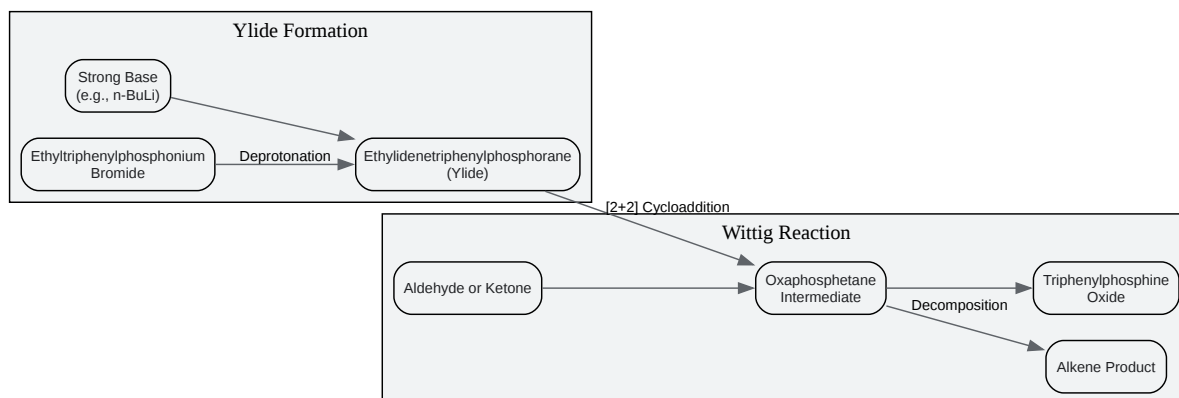 Ylide Formation
Strong Base
(e.g., n-BuLi)
Ethyltriphenylphosphonium
Bromide
Deprotonation
Ethylidenetriphenylphosphorane
(Ylide)
[2+2] Cycloaddition
Wittig Reaction
Aldehyde or Ketone
Oxaphosphetane
Intermediate
Decomposition
Triphenylphosphine
Oxide
Alkene Product